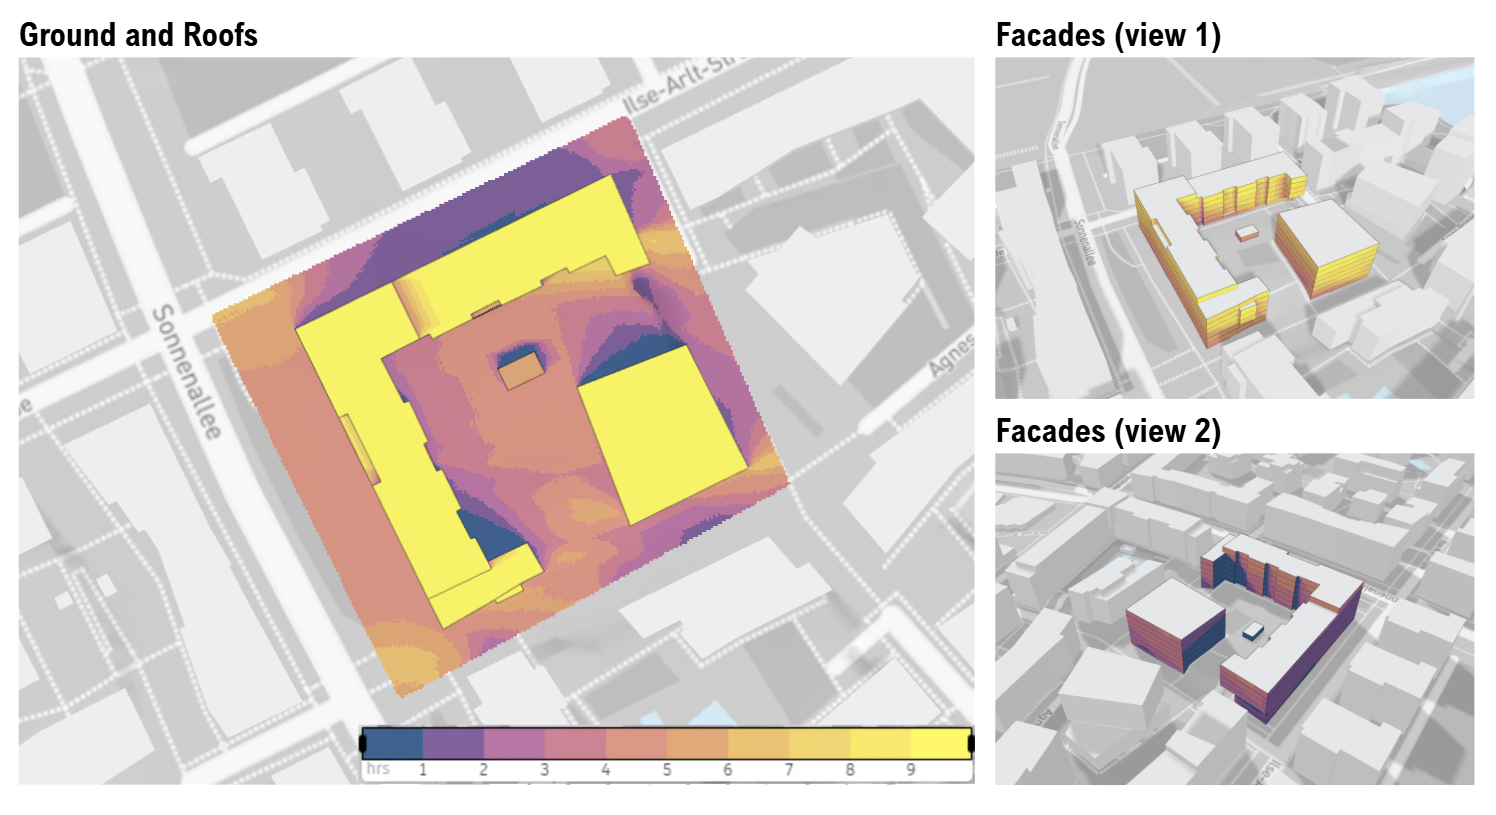 Ground and Roofs
Ilse-Arlt-Str
Sonnenallee
Agnes
hrs 1 2 3 4 5 6 7 8 9
Facades (view 1)
Sonnenallee
Facades (view 2)